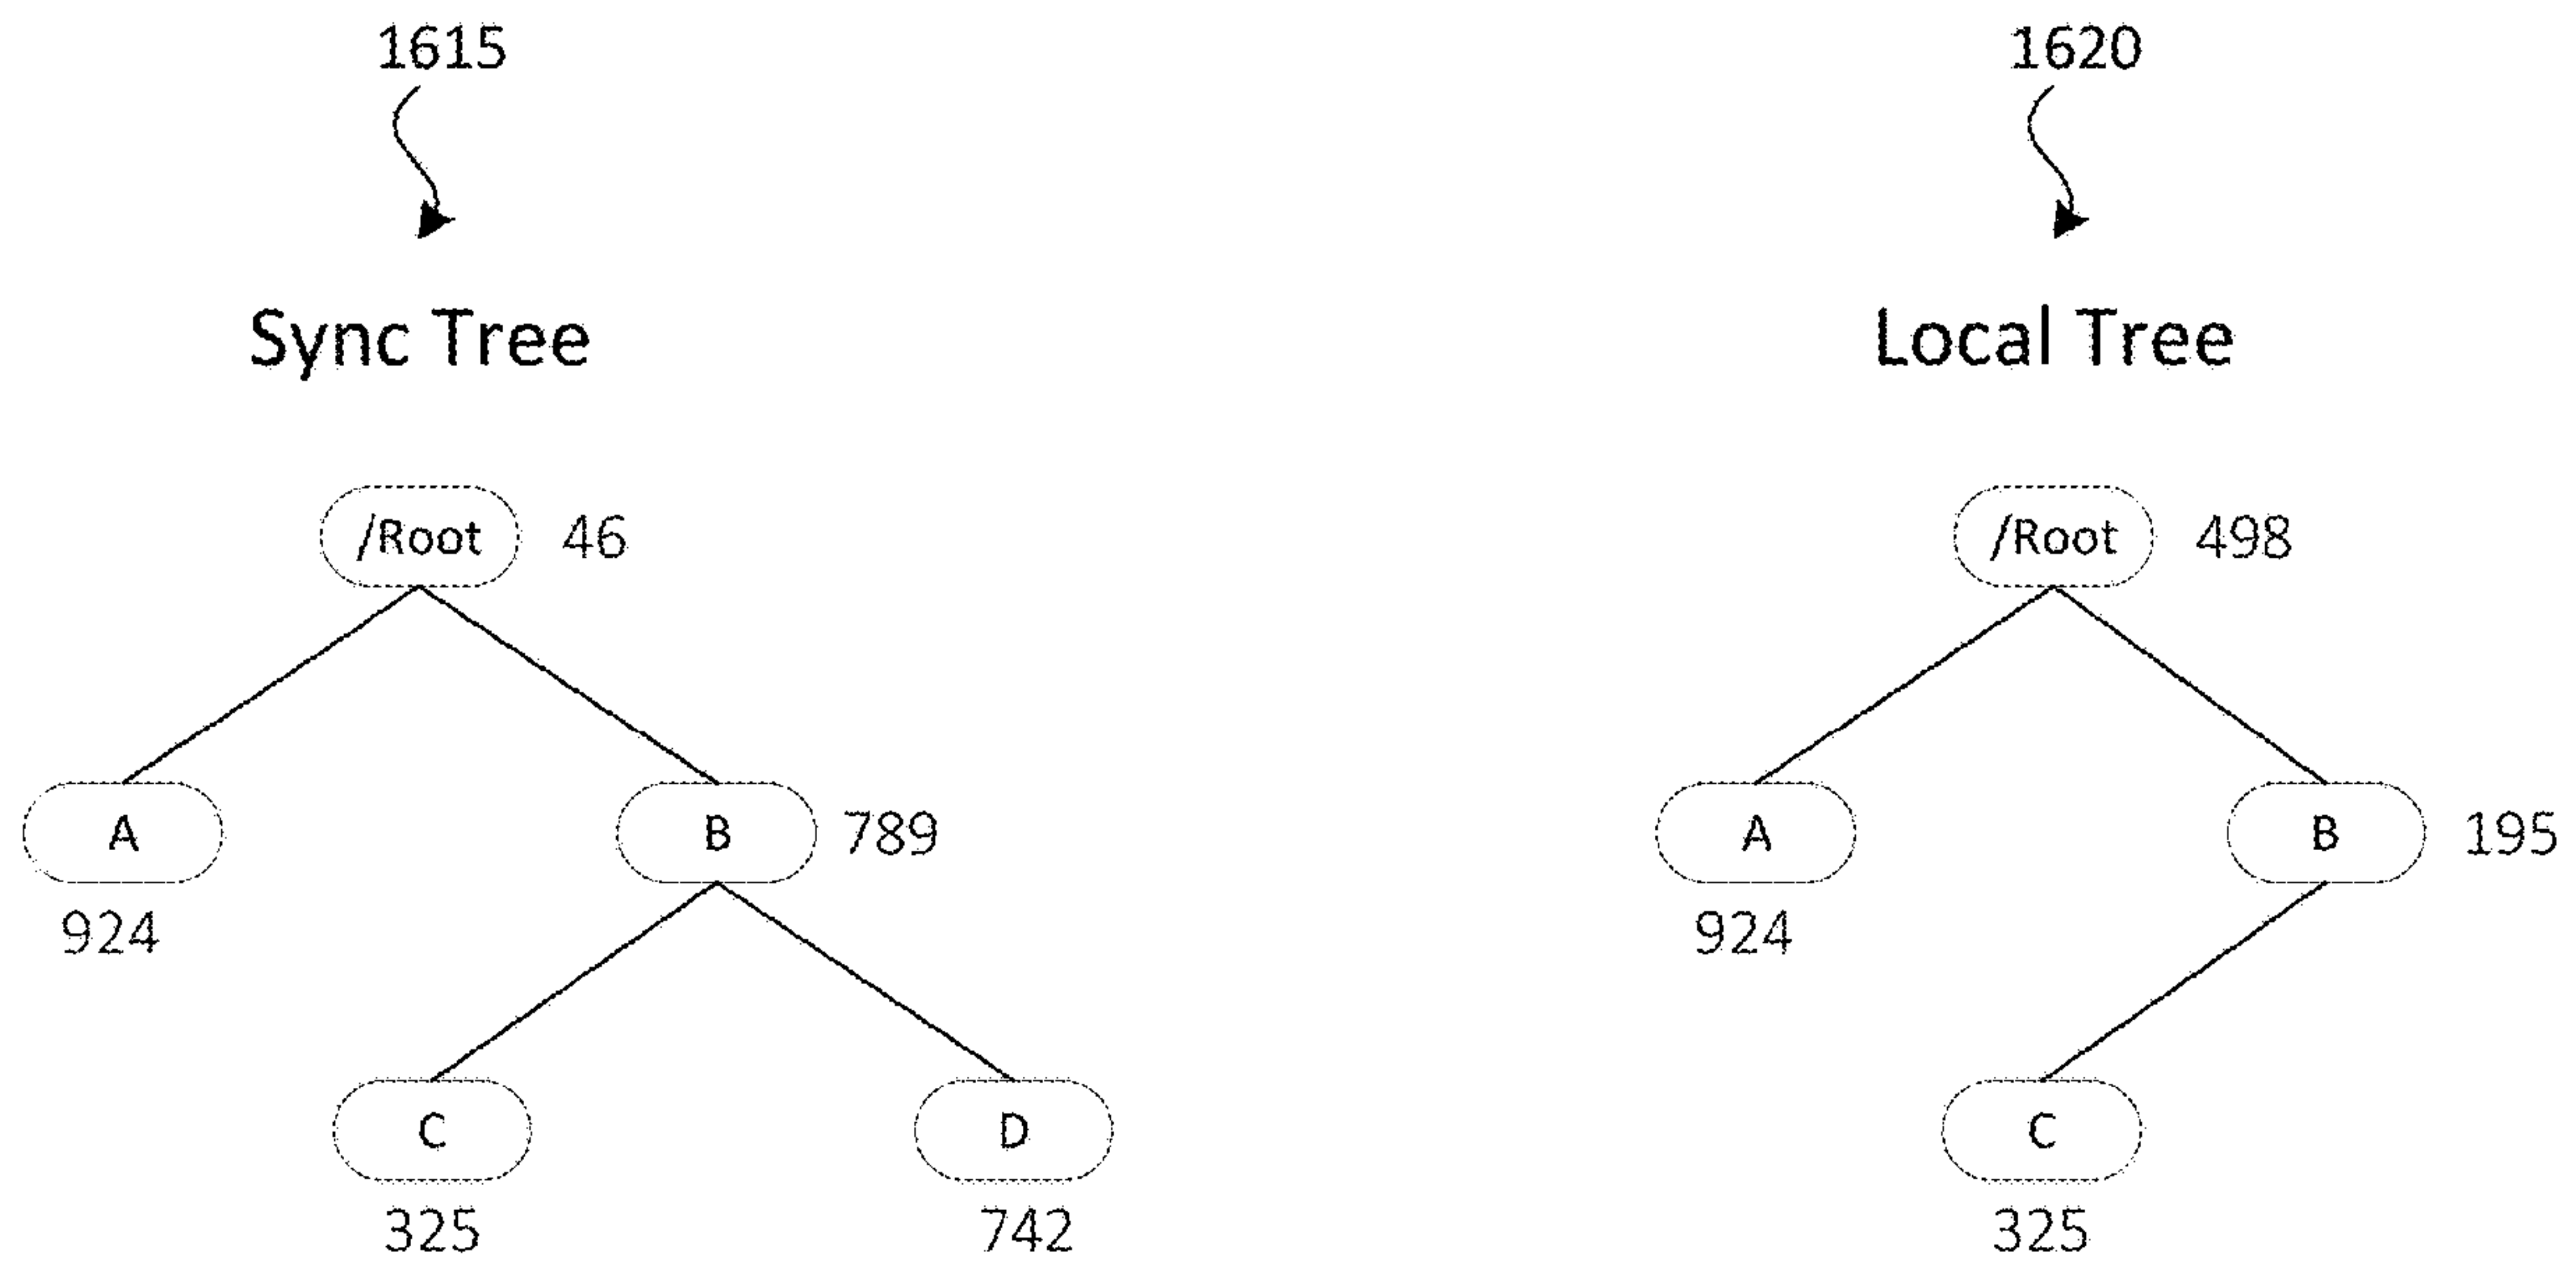 1615
1620
Sync Tree
Local Tree
/Root 46
/Root 498
A
B 789
A
B 195
924
924
C
D
C
325
742
325